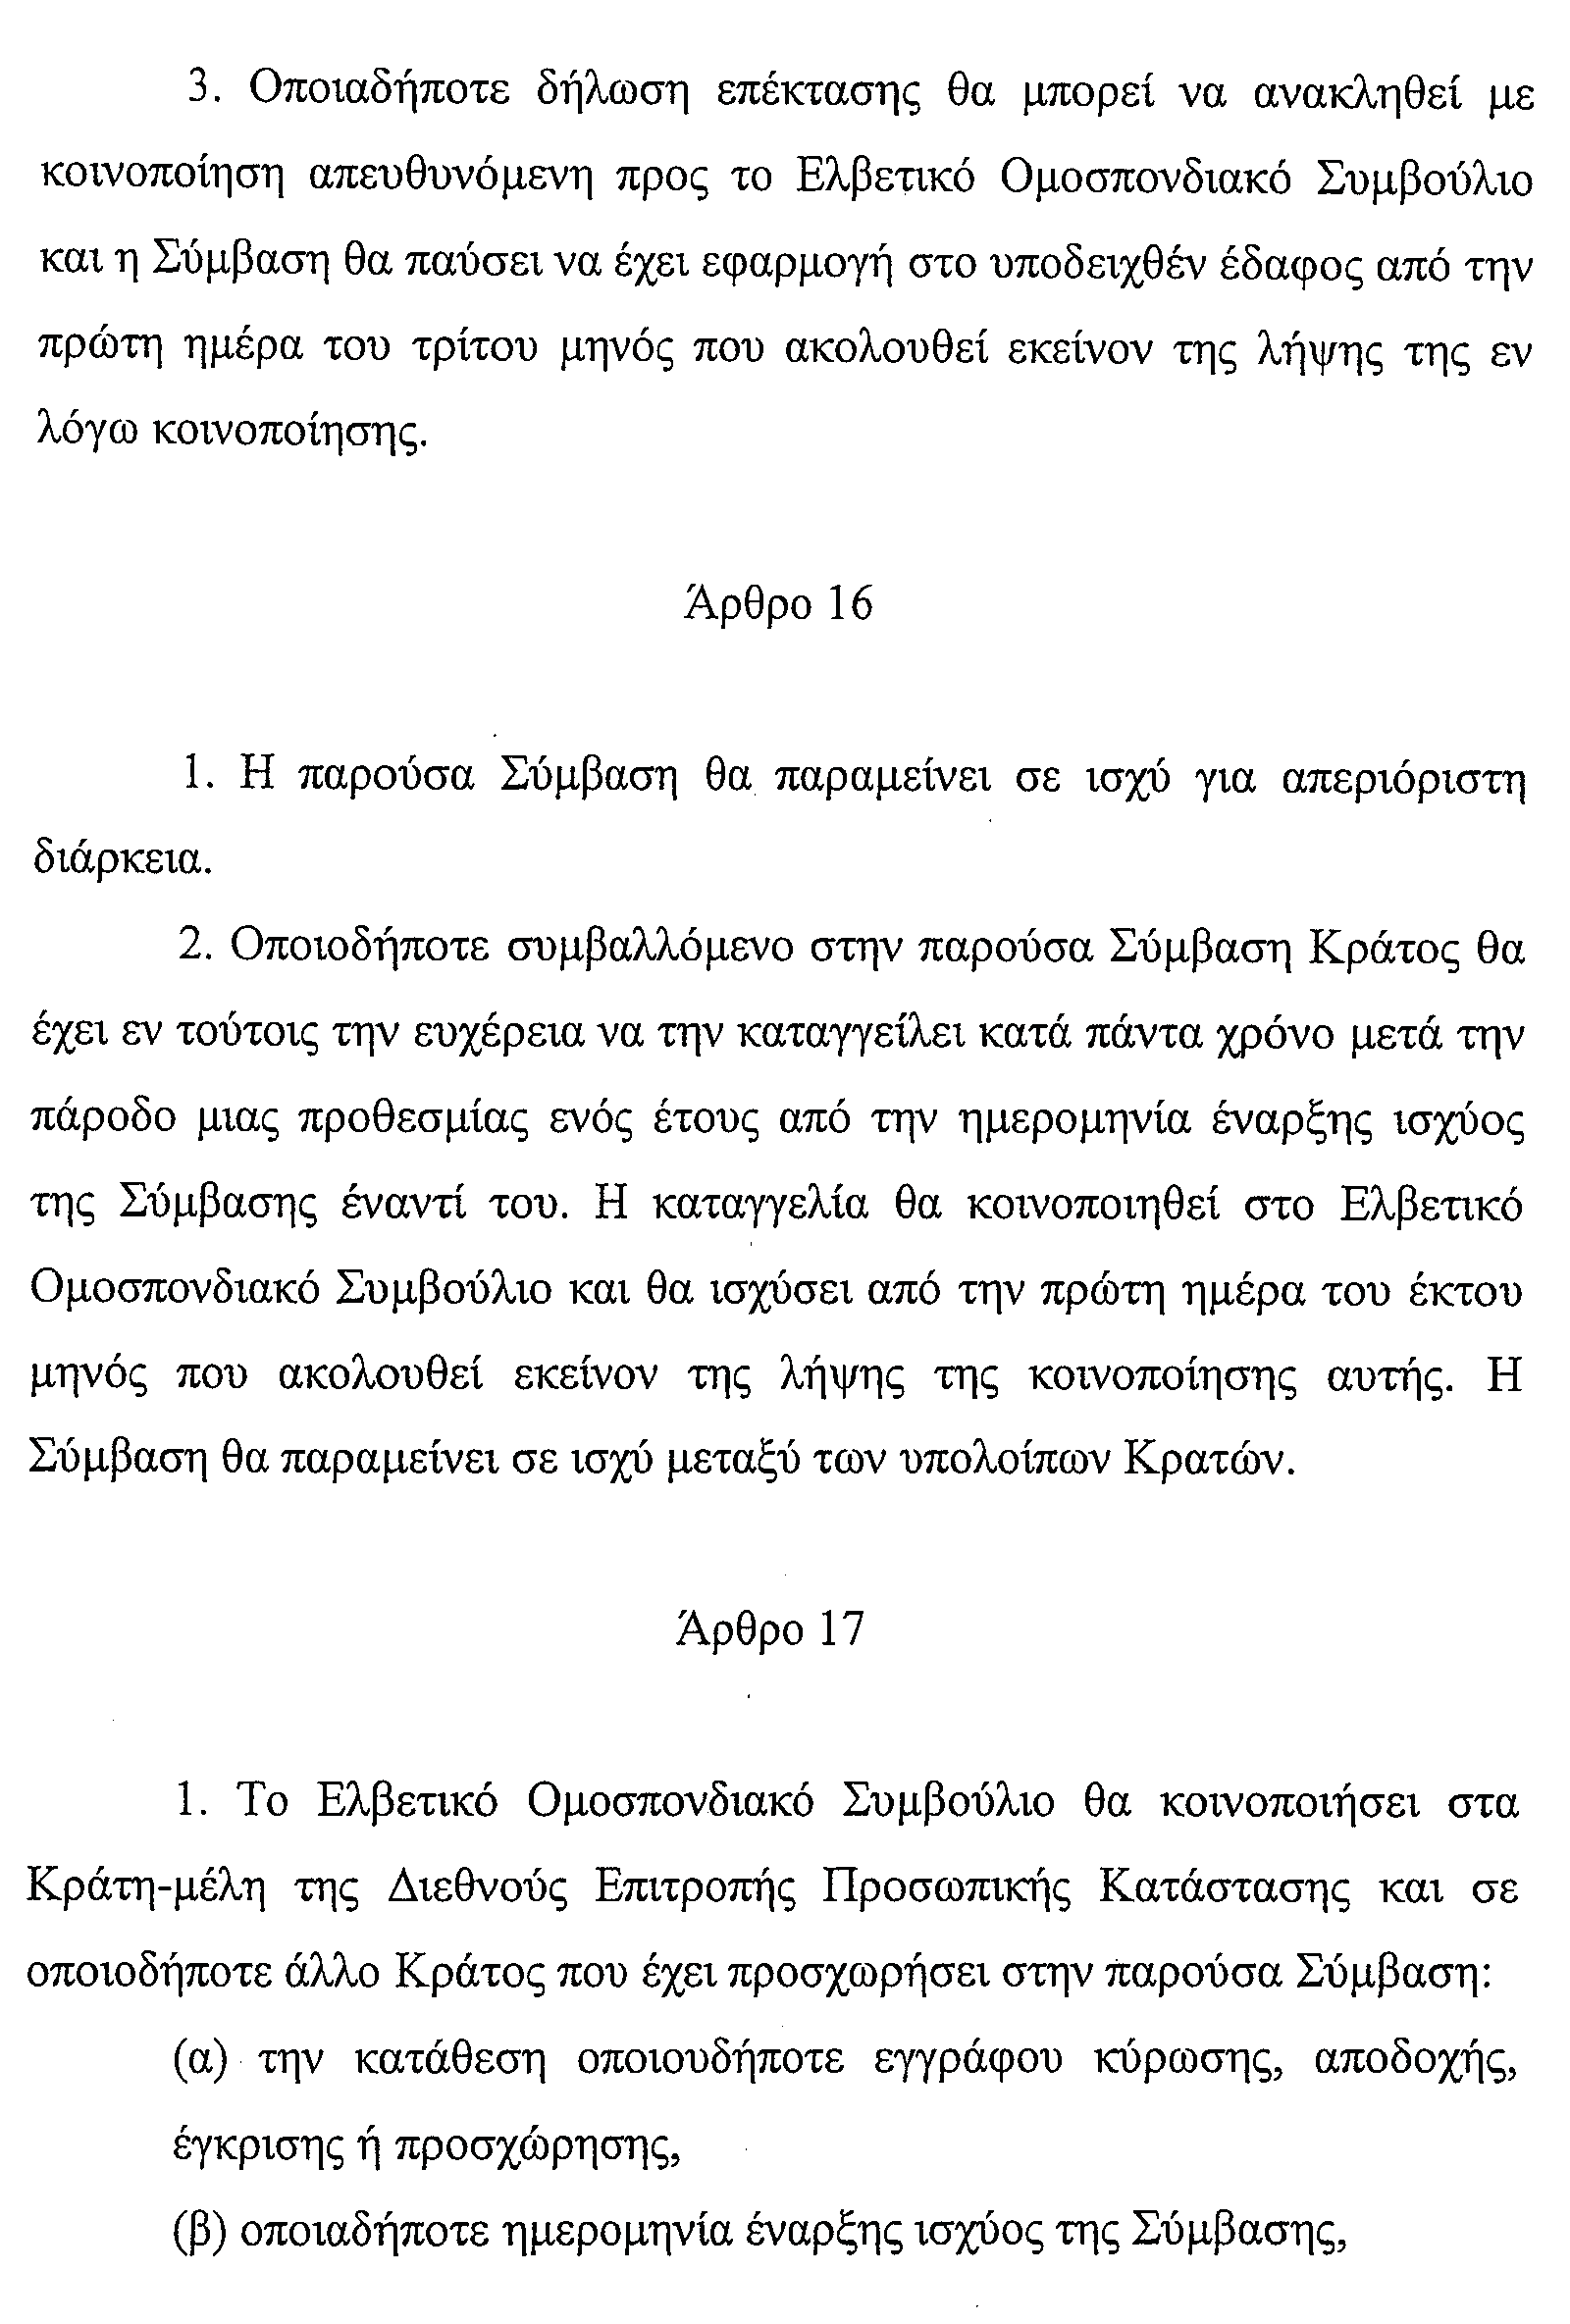 3. Οποιαδήποτε δήλωση επέκτασης θα μπορεί να ανακληθεί με
κοινοποίηση απευθυνόμενη προς το Ελβετικό Ομοσπονδιακό Συμβούλιο
και η Σύμβαση θα παύσει να έχει εφαρμογή στο υποδειχθέν έδαφος από την
πρώτη ημέρα του τρίτου μηνός που ακολουθεί εκείνον της λήψης της εν
λόγω κοινοποίησης.
Άρθρο 16
1. Η παρούσα Σύμβαση θα παραμείνει σε ισχύ για απεριόριστη
διάρκεια.
2. Οποιοδήποτε συμβαλλόμενο στην παρούσα Σύμβαση Κράτος θα
έχει εν τούτοις την ευχέρεια να την καταγγείλει κατά πάντα χρόνο μετά την
πάροδο μιας προθεσμίας ενός έτους από την ημερομηνία έναρξης ισχύος
της Σύμβασης έναντί του. Η καταγγελία θα κοινοποιηθεί στο Ελβετικό
Ομοσπονδιακό Συμβούλιο και θα ισχύσει από την πρώτη ημέρα του έκτου
μηνός που ακολουθεί εκείνον της λήψης της κοινοποίησης αυτής. Η
Σύμβαση θα παραμείνει σε ισχύ μεταξύ των υπολοίπων Κρατών.
Άρθρο 17
1. Το Ελβετικό Ομοσπονδιακό Συμβούλιο θα κοινοποιήσει στα
Κράτη-μέλη της Διεθνούς Επιτροπής Προσωπικής Κατάστασης και σε
οποιοδήποτε άλλο Κράτος που έχει προσχωρήσει στην παρούσα Σύμβαση:
(α) την κατάθεση οποιουδήποτε εγγράφου κύρωσης, αποδοχής,
έγκρισης ή προσχώρησης,
(β) οποιαδήποτε ημερομηνία έναρξης ισχύος της Σύμβασης,